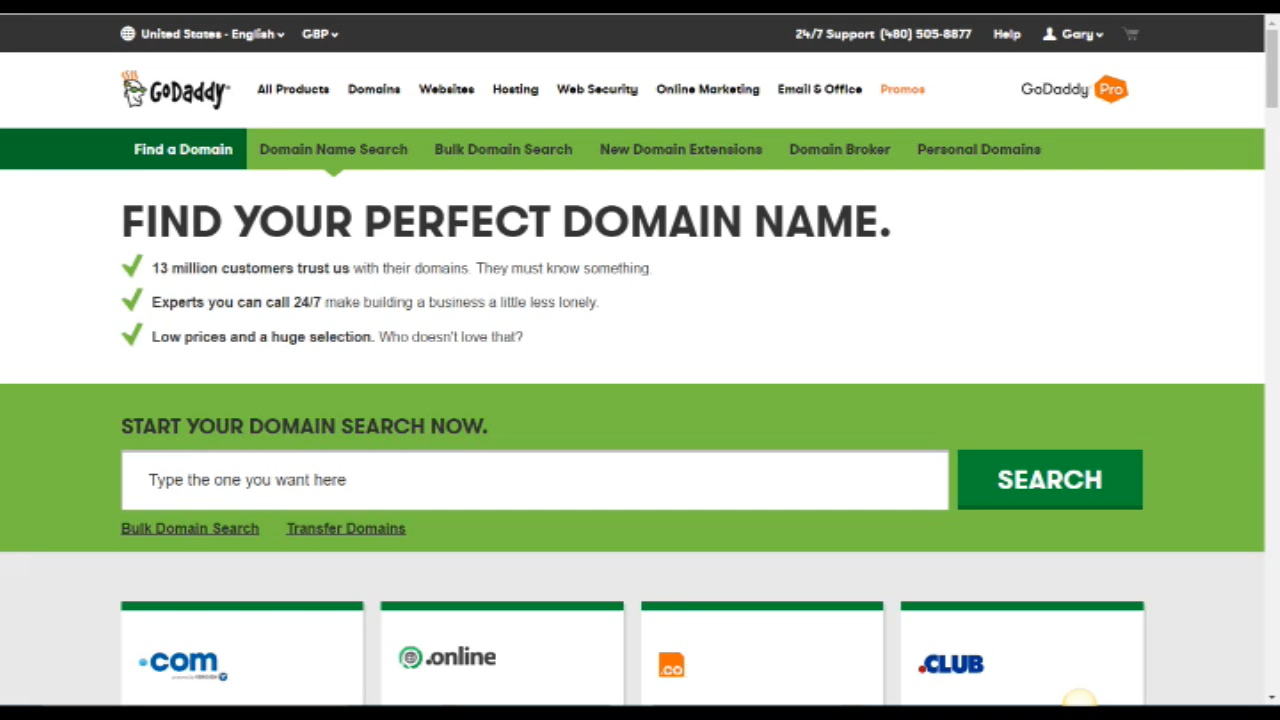 United States - English GBP 24/7 Support (480) 505-8877 Help Gary
GoDaddy™ All Products Domains Websites Hosting Web Security Online Marketing Email & Office Promos GoDaddy Pro
Find a Domain Domain Name Search Bulk Domain Search New Domain Extensions Domain Broker Personal Domains
FIND YOUR PERFECT DOMAIN NAME.
13 million customers trust us with their domains. They must know something.
Experts you can call 24/7 make building a business a little less lonely.
Low prices and a huge selection. Who doesn't love that?
START YOUR DOMAIN SEARCH NOW.
Type the one you want here SEARCH
Bulk Domain Search Transfer Domains
.com .online .co .CLUB